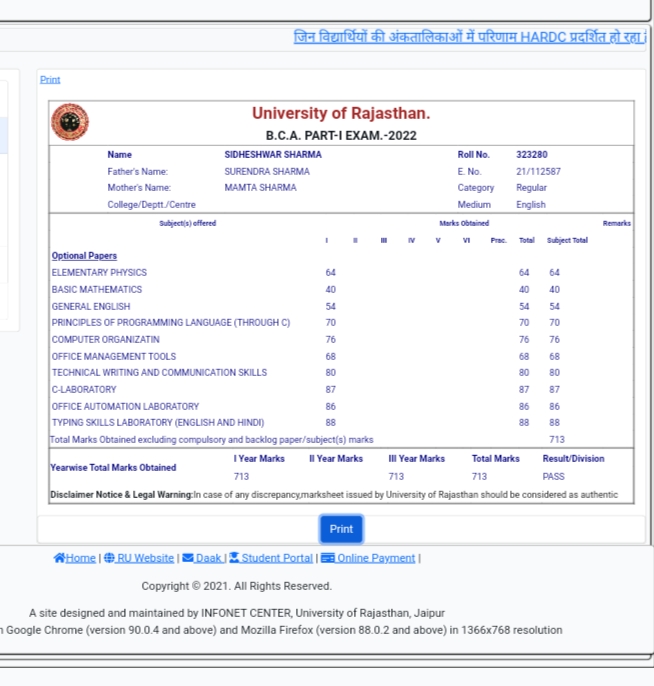 जिन विद्यार्थियों की अंकतालिकाओं में परिणाम HARDC प्रदर्शित हो रहा
Print
University of Rajasthan.
B.C.A. PART-I EXAM.-2022
Name SIDHESHWAR SHARMA Roll No. 323280
Father's Name: SURENDRA SHARMA E. No. 21/112587
Mother's Name: MAMTA SHARMA Category Regular
College/Deptt./Centre Medium English
Subject(s) offered Marks Obtained Remarks
I II III IV V VI Prac. Total Subject Total
Optional Papers
ELEMENTARY PHYSICS 64 64 64
BASIC MATHEMATICS 40 40 40
GENERAL ENGLISH 54 54 54
PRINCIPLES OF PROGRAMMING LANGUAGE (THROUGH C) 70 70 70
COMPUTER ORGANIZATIN 76 76 76
OFFICE MANAGEMENT TOOLS 68 68 68
TECHNICAL WRITING AND COMMUNICATION SKILLS 80 80 80
C-LABORATORY 87 87 87
OFFICE AUTOMATION LABORATORY 86 86 86
TYPING SKILLS LABORATORY (ENGLISH AND HINDI) 88 88 88
Total Marks Obtained excluding compulsory and backlog paper/subject(s) marks 713
Yearwise Total Marks Obtained I Year Marks II Year Marks III Year Marks Total Marks Result/Division
713 713 713 PASS
Disclaimer Notice & Legal Warning:In case of any discrepancy,marksheet issued by University of Rajasthan should be considered as authentic
Print
Home | RU Website | Daak | Student Portal | Online Payment |
Copyright © 2021. All Rights Reserved.
A site designed and maintained by INFONET CENTER, University of Rajasthan, Jaipur
Google Chrome (version 90.0.4 and above) and Mozilla Firefox (version 88.0.2 and above) in 1366x768 resolution